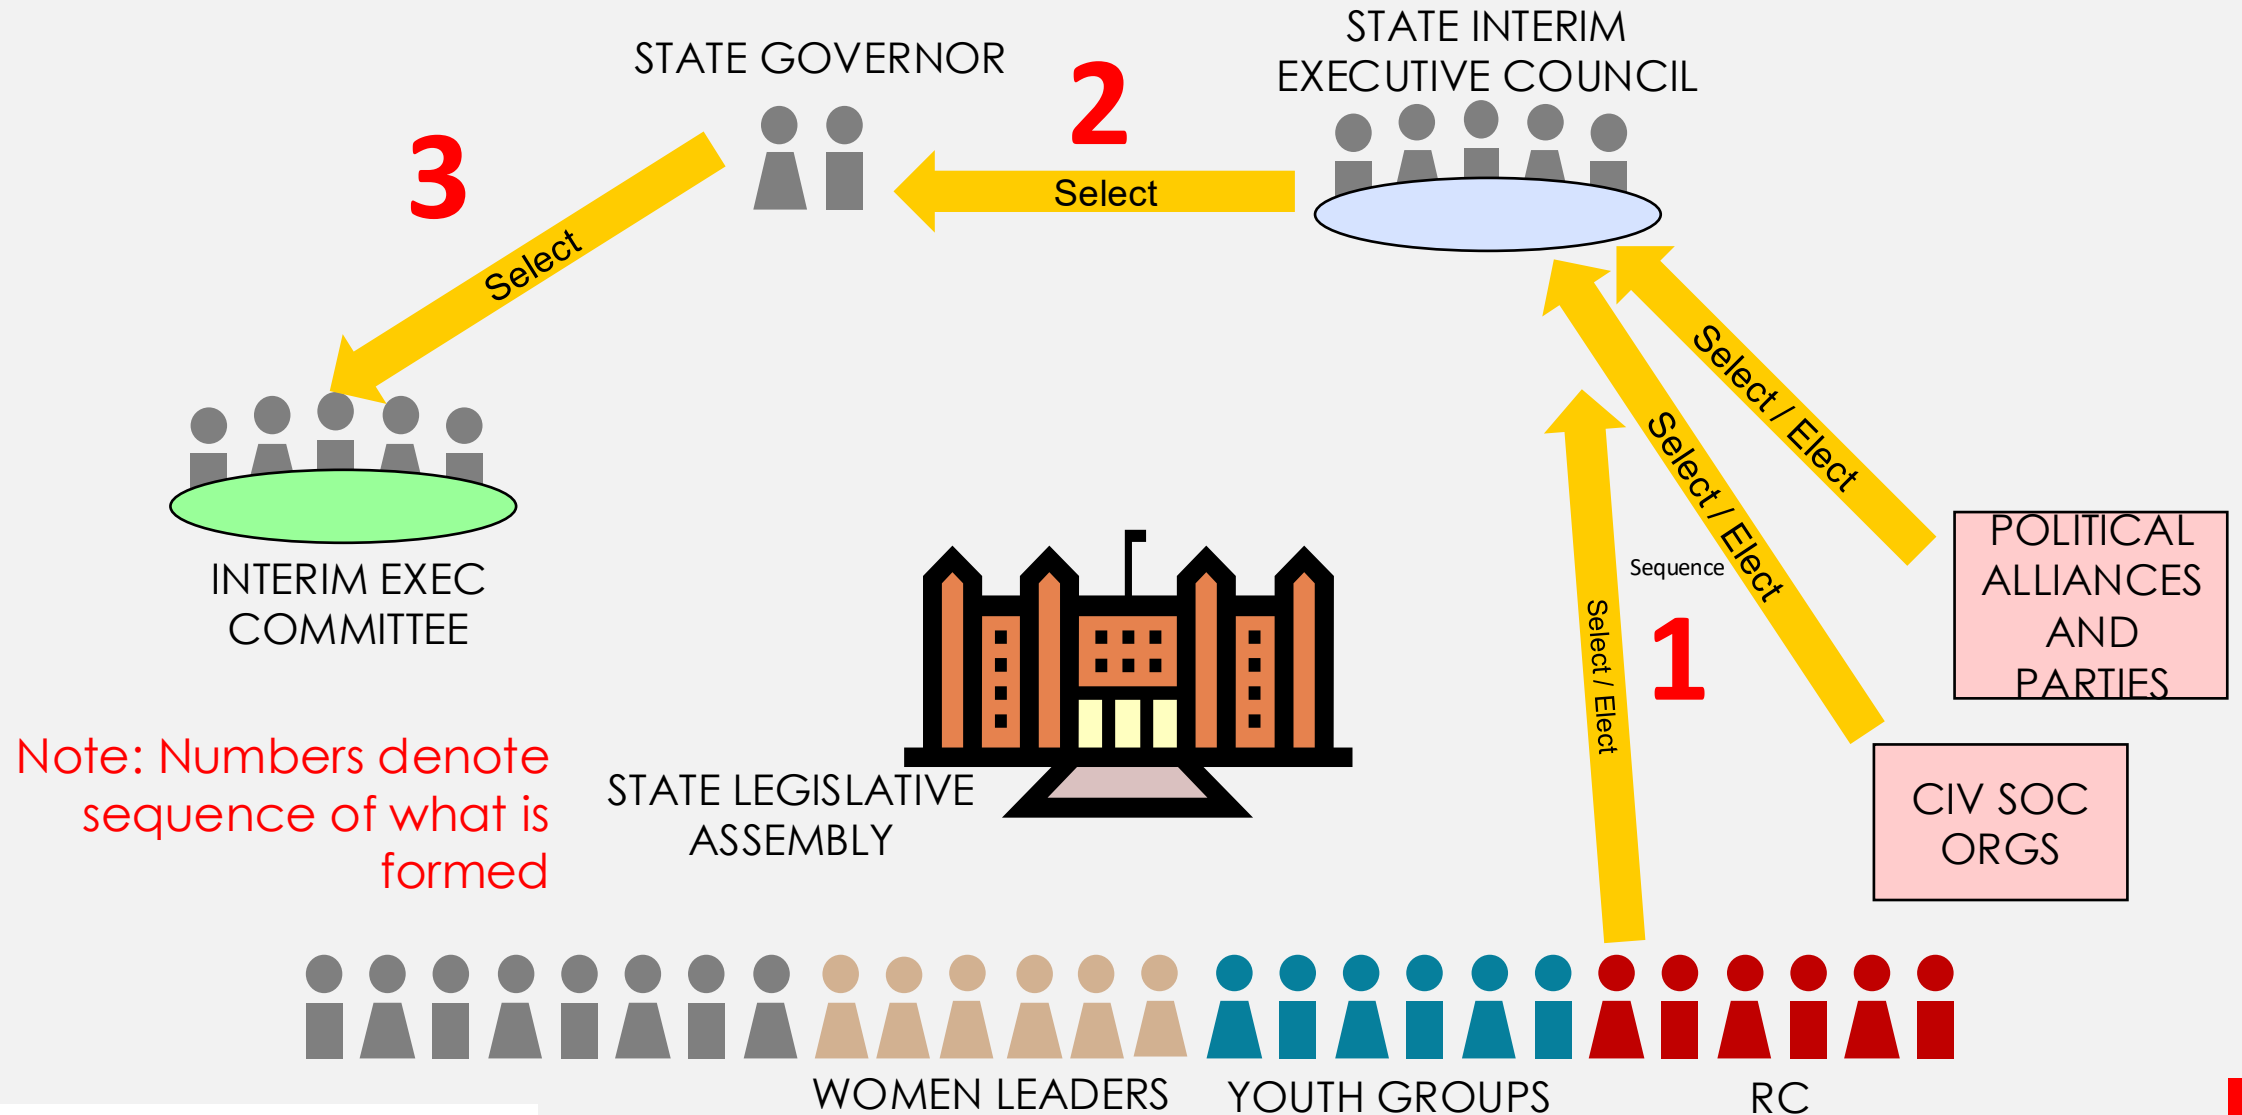 STATE GOVERNOR
2
STATE INTERIM
EXECUTIVE COUNCIL
3
Select
Select
Select / Elect
Select / Elect
Select / Elect
Sequence
1
POLITICAL
ALLIANCES
AND
PARTIES
INTERIM EXEC
COMMITTEE
CIV SOC
ORGS
Note: Numbers denote
sequence of what is
formed
STATE LEGISLATIVE
ASSEMBLY
WOMEN LEADERS
YOUTH GROUPS
RC